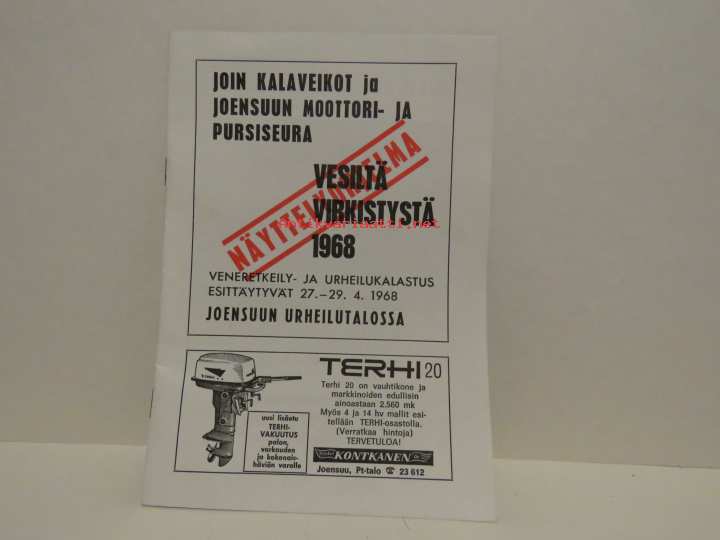 JOIN KALAVEIKOT ja
JOENSUUN MOOTTORI- JA
PURSISEURA
NÄYTTELYOHJELMA
VESILTÄ
VIRKISTYSTÄ
1968
VENERETKEILY- JA URHEILUKALASTUS
ESITTÄYTYVÄT 27.–29. 4. 1968
JOENSUUN URHEILUTALOSSA
TERHI 20
Terhi 20 on vauhtikone ja
markkinoiden edullisin
ainoastaan 2.560 mk
Myös 4 ja 14 hv mallit esi-
tellään TERHI-osastolla.
(Verratkaa hintoja)
TERVETULOA!
uusi lisäetu
TERHI-
VAKUUTUS
palon,
varkauden
ja kokonais-
häviön varalle
KONTKANEN
Joensuu, Pt-talo ☎ 23 612